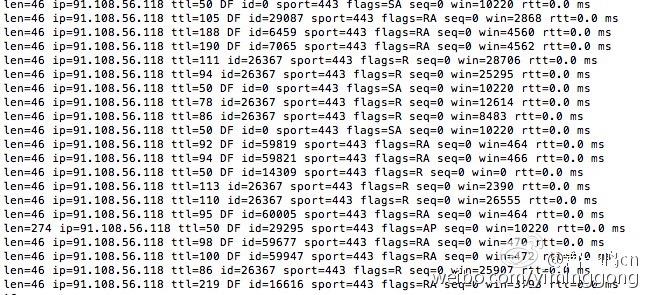 len=46 ip=91.108.56.118 ttl=50 DF id=0 sport=443 flags=SA seq=0 win=10220 rtt=0.0 ms
len=46 ip=91.108.56.118 ttl=105 DF id=29087 sport=443 flags=RA seq=0 win=2868 rtt=0.0 ms
len=46 ip=91.108.56.118 ttl=188 DF id=6459 sport=443 flags=RA seq=0 win=4560 rtt=0.0 ms
len=46 ip=91.108.56.118 ttl=190 DF id=7065 sport=443 flags=RA seq=0 win=4562 rtt=0.0 ms
len=46 ip=91.108.56.118 ttl=111 id=26367 sport=443 flags=R seq=0 win=28706 rtt=0.0 ms
len=46 ip=91.108.56.118 ttl=94 id=26367 sport=443 flags=R seq=0 win=25295 rtt=0.0 ms
len=46 ip=91.108.56.118 ttl=50 DF id=0 sport=443 flags=SA seq=0 win=10220 rtt=0.0 ms
len=46 ip=91.108.56.118 ttl=78 id=26367 sport=443 flags=R seq=0 win=12614 rtt=0.0 ms
len=46 ip=91.108.56.118 ttl=86 id=26367 sport=443 flags=R seq=0 win=8483 rtt=0.0 ms
len=46 ip=91.108.56.118 ttl=50 DF id=0 sport=443 flags=SA seq=0 win=10220 rtt=0.0 ms
len=46 ip=91.108.56.118 ttl=92 DF id=59819 sport=443 flags=RA seq=0 win=464 rtt=0.0 ms
len=46 ip=91.108.56.118 ttl=94 DF id=59821 sport=443 flags=RA seq=0 win=466 rtt=0.0 ms
len=46 ip=91.108.56.118 ttl=50 DF id=14309 sport=443 flags=R seq=0 win=0 rtt=0.0 ms
len=46 ip=91.108.56.118 ttl=113 id=26367 sport=443 flags=R seq=0 win=2390 rtt=0.0 ms
len=46 ip=91.108.56.118 ttl=110 id=26367 sport=443 flags=R seq=0 win=26555 rtt=0.0 ms
len=46 ip=91.108.56.118 ttl=95 DF id=60005 sport=443 flags=RA seq=0 win=464 rtt=0.0 ms
len=274 ip=91.108.56.118 ttl=50 DF id=29295 sport=443 flags=AP seq=0 win=10220 rtt=0.0 ms
len=46 ip=91.108.56.118 ttl=98 DF id=59677 sport=443 flags=RA seq=0 win=470 rtt=0.0 ms
len=46 ip=91.108.56.118 ttl=100 DF id=59947 sport=443 flags=RA seq=0 win=472 rtt=0.0 ms
len=46 ip=91.108.56.118 ttl=86 id=26367 sport=443 flags=R seq=0 win=25907 rtt=0.0 ms
len=46 ip=91.108.56.118 ttl=219 DF id=16616 sport=443 flags=RA seq=0 rtt=0.0 ms
weibo.com/yiminggong